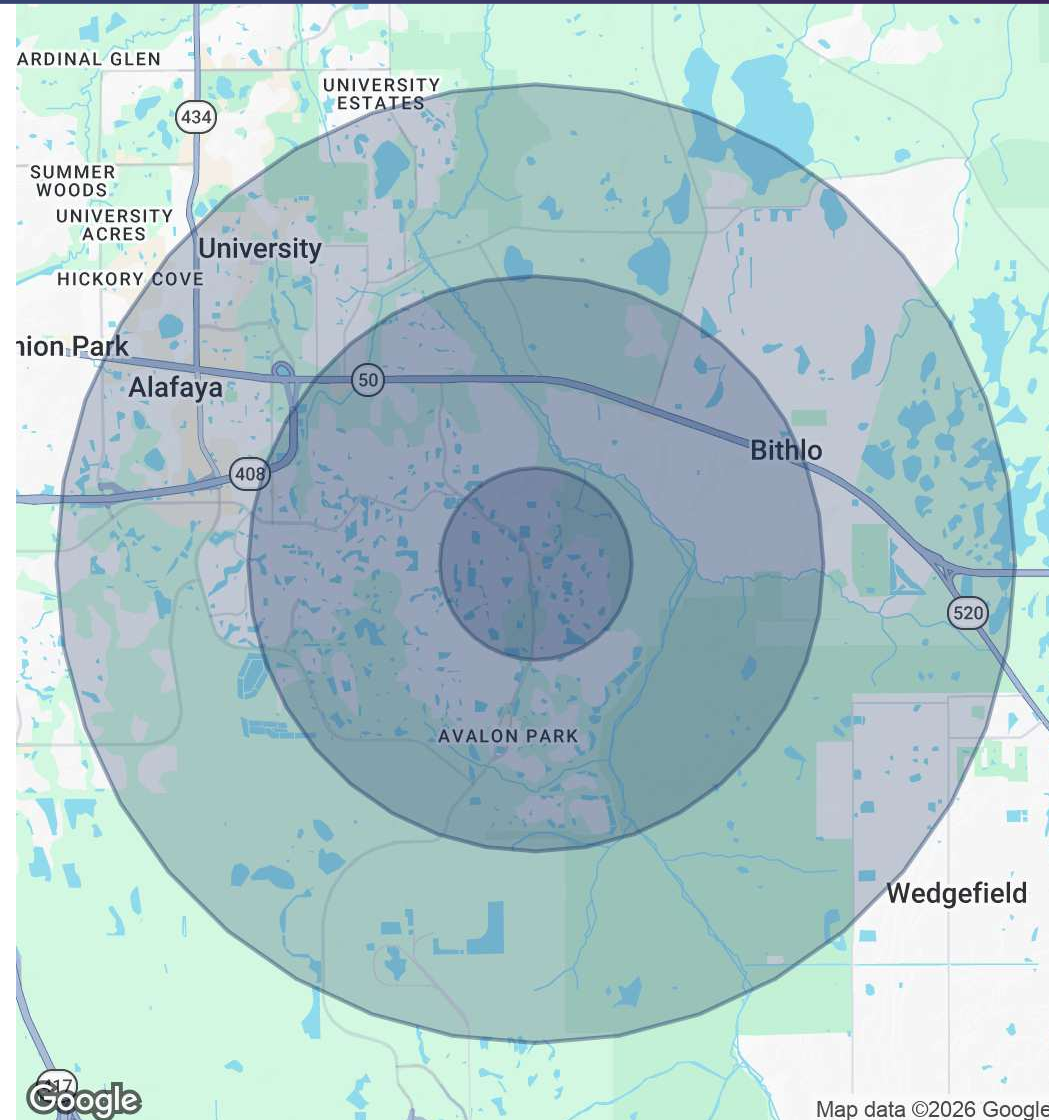 ARDINAL GLEN
UNIVERSITY
ESTATES
434
SUMMER
WOODS
UNIVERSITY
ACRES
University
HICKORY COVE
nion Park
50
Alafaya
Bithlo
408
520
AVALON PARK
Wedgefield
417
Google
Map data ©2026 Google